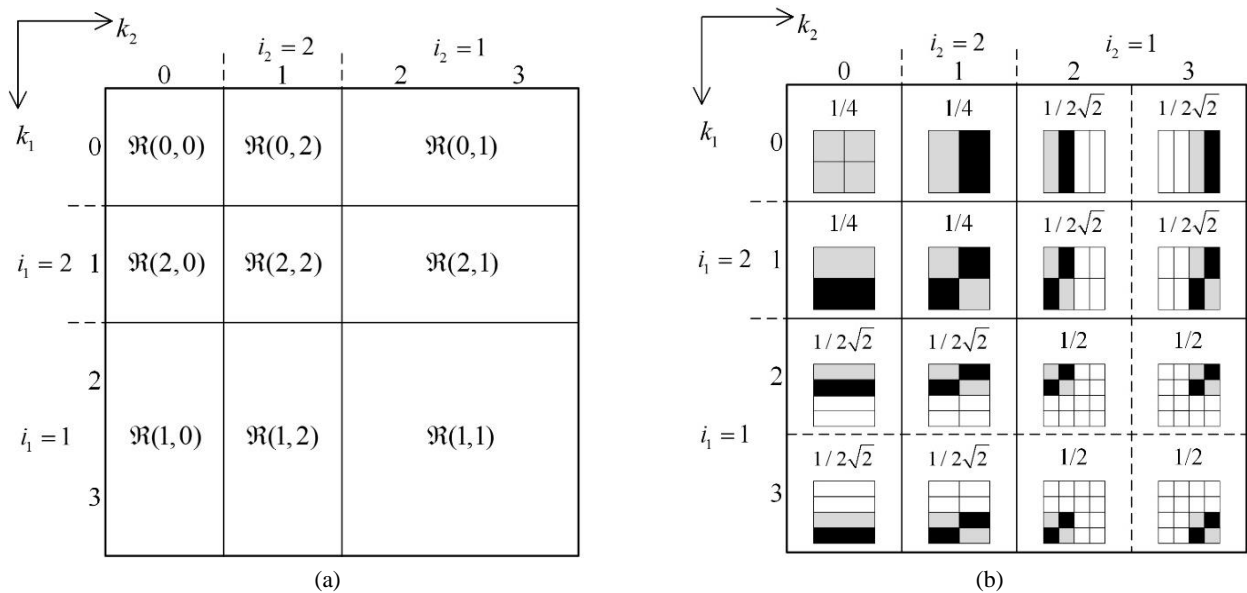 k₂
i₂ = 2
i₂ = 1
0 1 2 3
k₁
0 ℜ(0, 0) ℜ(0, 2) ℜ(0, 1)
i₁ = 2 1 ℜ(2, 0) ℜ(2, 2) ℜ(2, 1)
2
i₁ = 1 ℜ(1, 0) ℜ(1, 2) ℜ(1, 1)
3
(a)
k₂
i₂ = 2
i₂ = 1
0 1 2 3
k₁
0 1/4 1/4 1/2√2 1/2√2
i₁ = 2 1 1/4 1/4 1/2√2 1/2√2
2 1/2√2 1/2√2 1/2 1/2
i₁ = 1
3 1/2√2 1/2√2 1/2 1/2
(b)